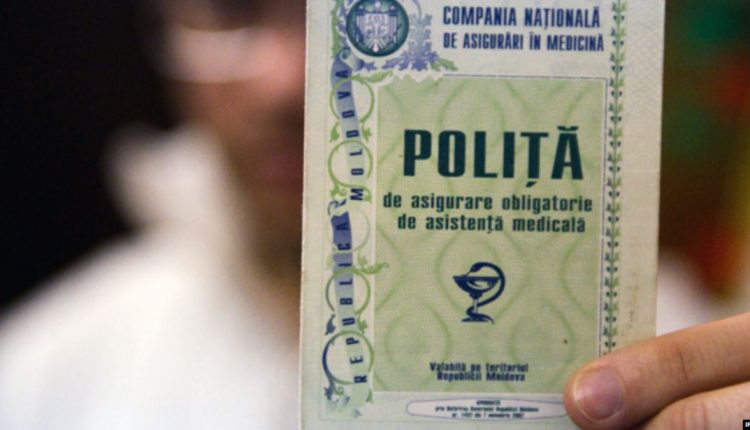 COMPANIA NAȚIONALĂ
DE ASIGURĂRI ÎN MEDICINĂ
REPUBLICA MOLDOVA
POLIȚĂ
de asigurare obligatorie
de asistență medicală
Valabilă pe teritoriul
Republicii Moldova